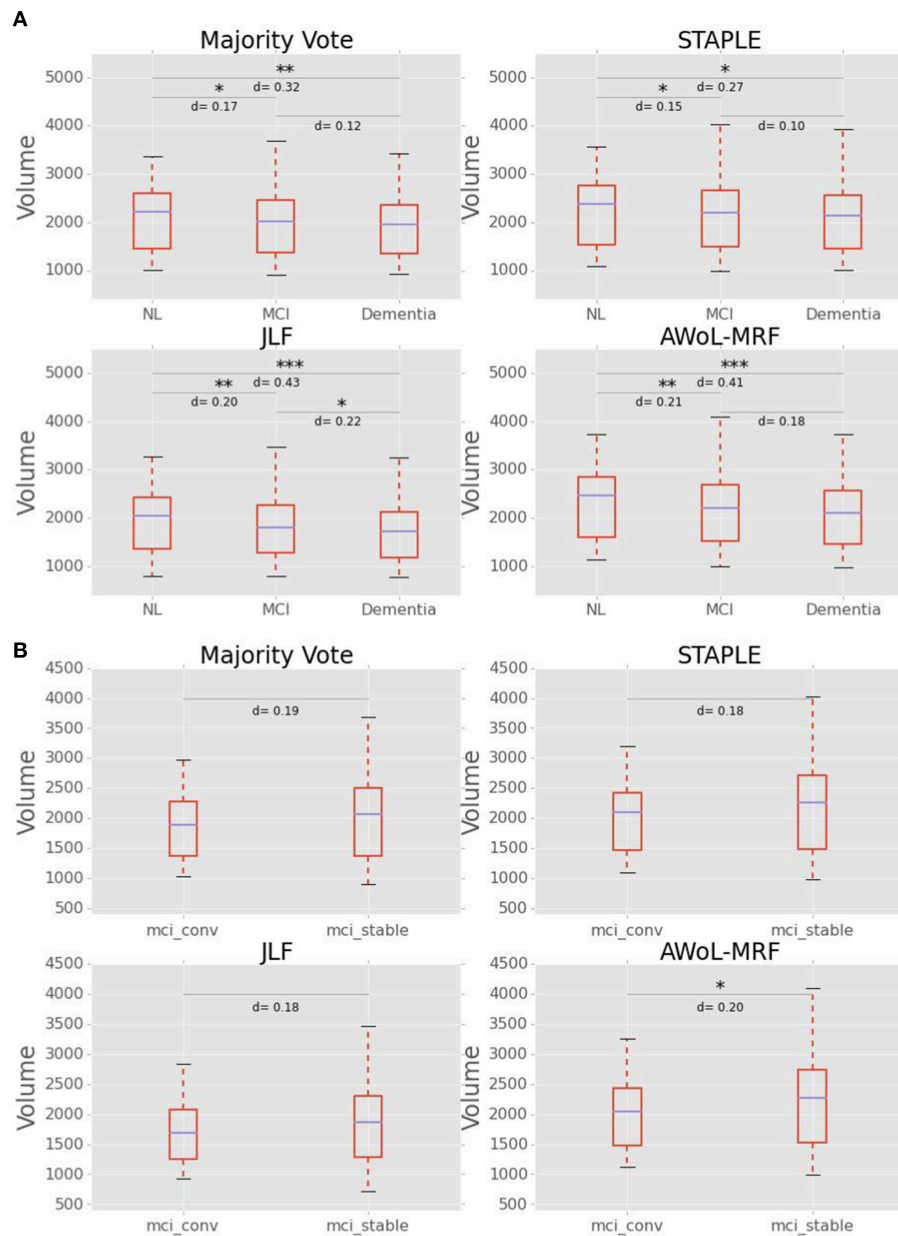 A
Majority Vote
Volume
5000
4000
3000
2000
1000
**
d= 0.32
*
d= 0.17
d= 0.12
NL MCI Dementia
STAPLE
Volume
5000
4000
3000
2000
1000
*
d= 0.27
*
d= 0.15
d= 0.10
NL MCI Dementia
JLF
Volume
5000
4000
3000
2000
1000
***
d= 0.43
**
d= 0.20
*
d= 0.22
NL MCI Dementia
AWoL-MRF
Volume
5000
4000
3000
2000
1000
***
d= 0.41
**
d= 0.21
d= 0.18
NL MCI Dementia
B
Majority Vote
Volume
4500
4000
3500
3000
2500
2000
1500
1000
500
d= 0.19
mci_conv mci_stable
STAPLE
Volume
4500
4000
3500
3000
2500
2000
1500
1000
500
d= 0.18
mci_conv mci_stable
JLF
Volume
4500
4000
3500
3000
2500
2000
1500
1000
500
d= 0.18
mci_conv mci_stable
AWoL-MRF
Volume
4500
4000
3500
3000
2500
2000
1500
1000
500
*
d= 0.20
mci_conv mci_stable